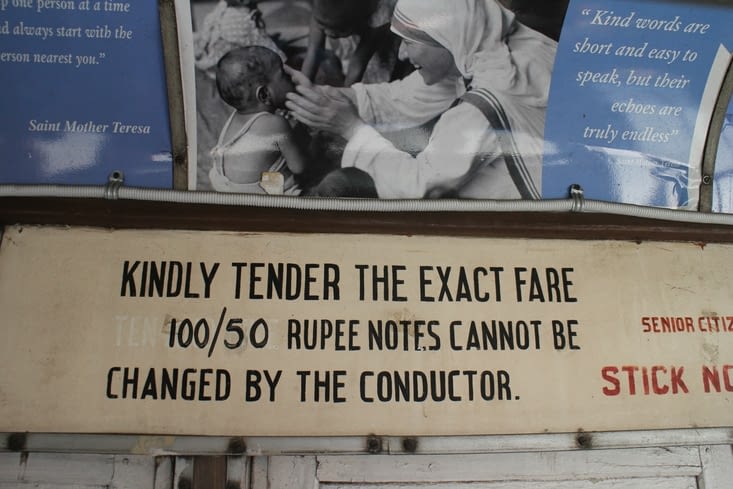 p one person at a time
d always start with the
erson nearest you."
Saint Mother Teresa
" Kind words are
short and easy to
speak, but their
echoes are
truly endless"
KINDLY TENDER THE EXACT FARE
TEN 100/50 RUPEE NOTES CANNOT BE
CHANGED BY THE CONDUCTOR.
SENIOR CITIZ
STICK NO